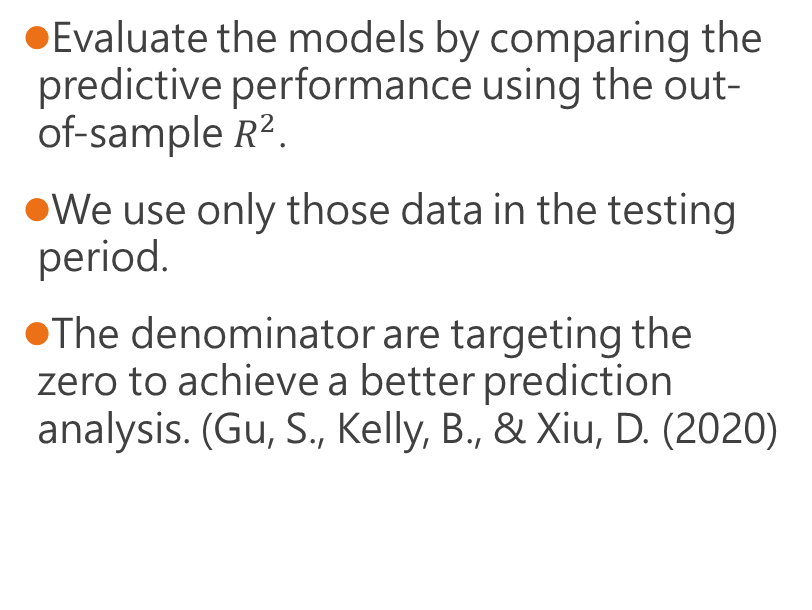 ●Evaluate the models by comparing the
predictive performance using the out-
of-sample R².
●We use only those data in the testing
period.
●The denominator are targeting the
zero to achieve a better prediction
analysis. (Gu, S., Kelly, B., & Xiu, D. (2020)